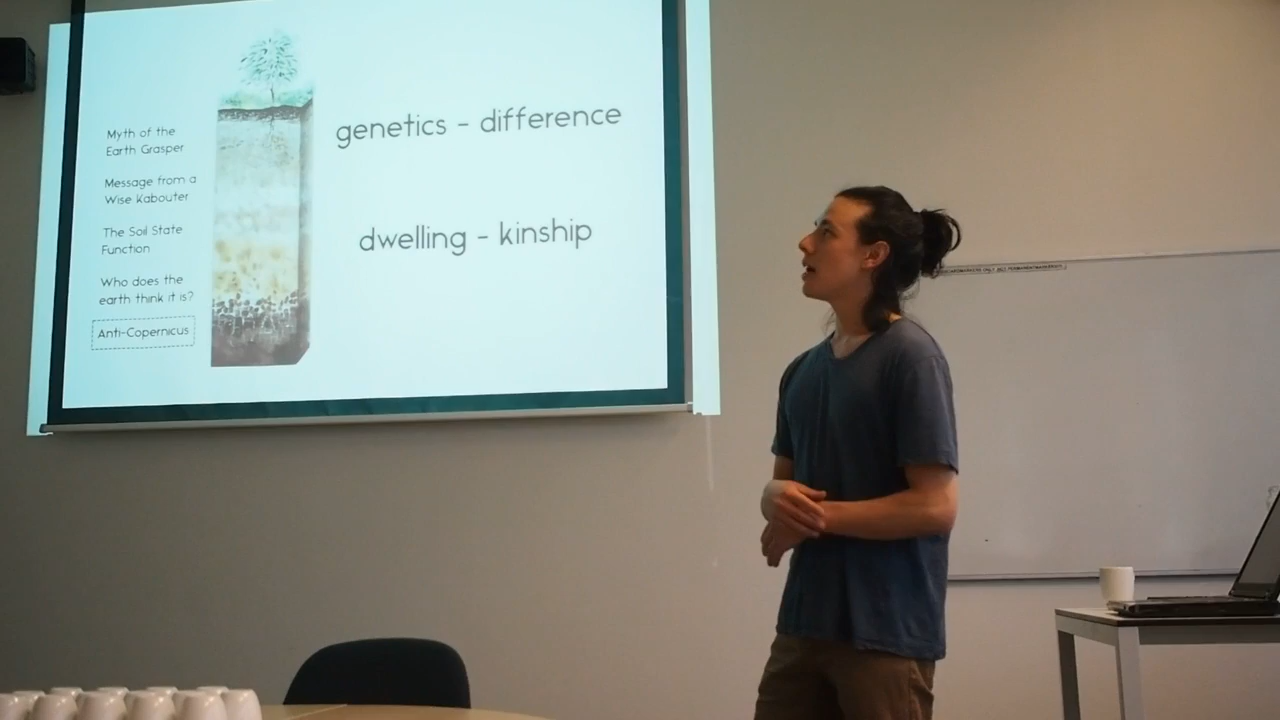 Myth of the
Earth Grasper
Message from a
Wise Kabouter
The Soil State
Function
Who does the
earth think it is?
Anti-Copernicus
genetics - difference
dwelling - kinship